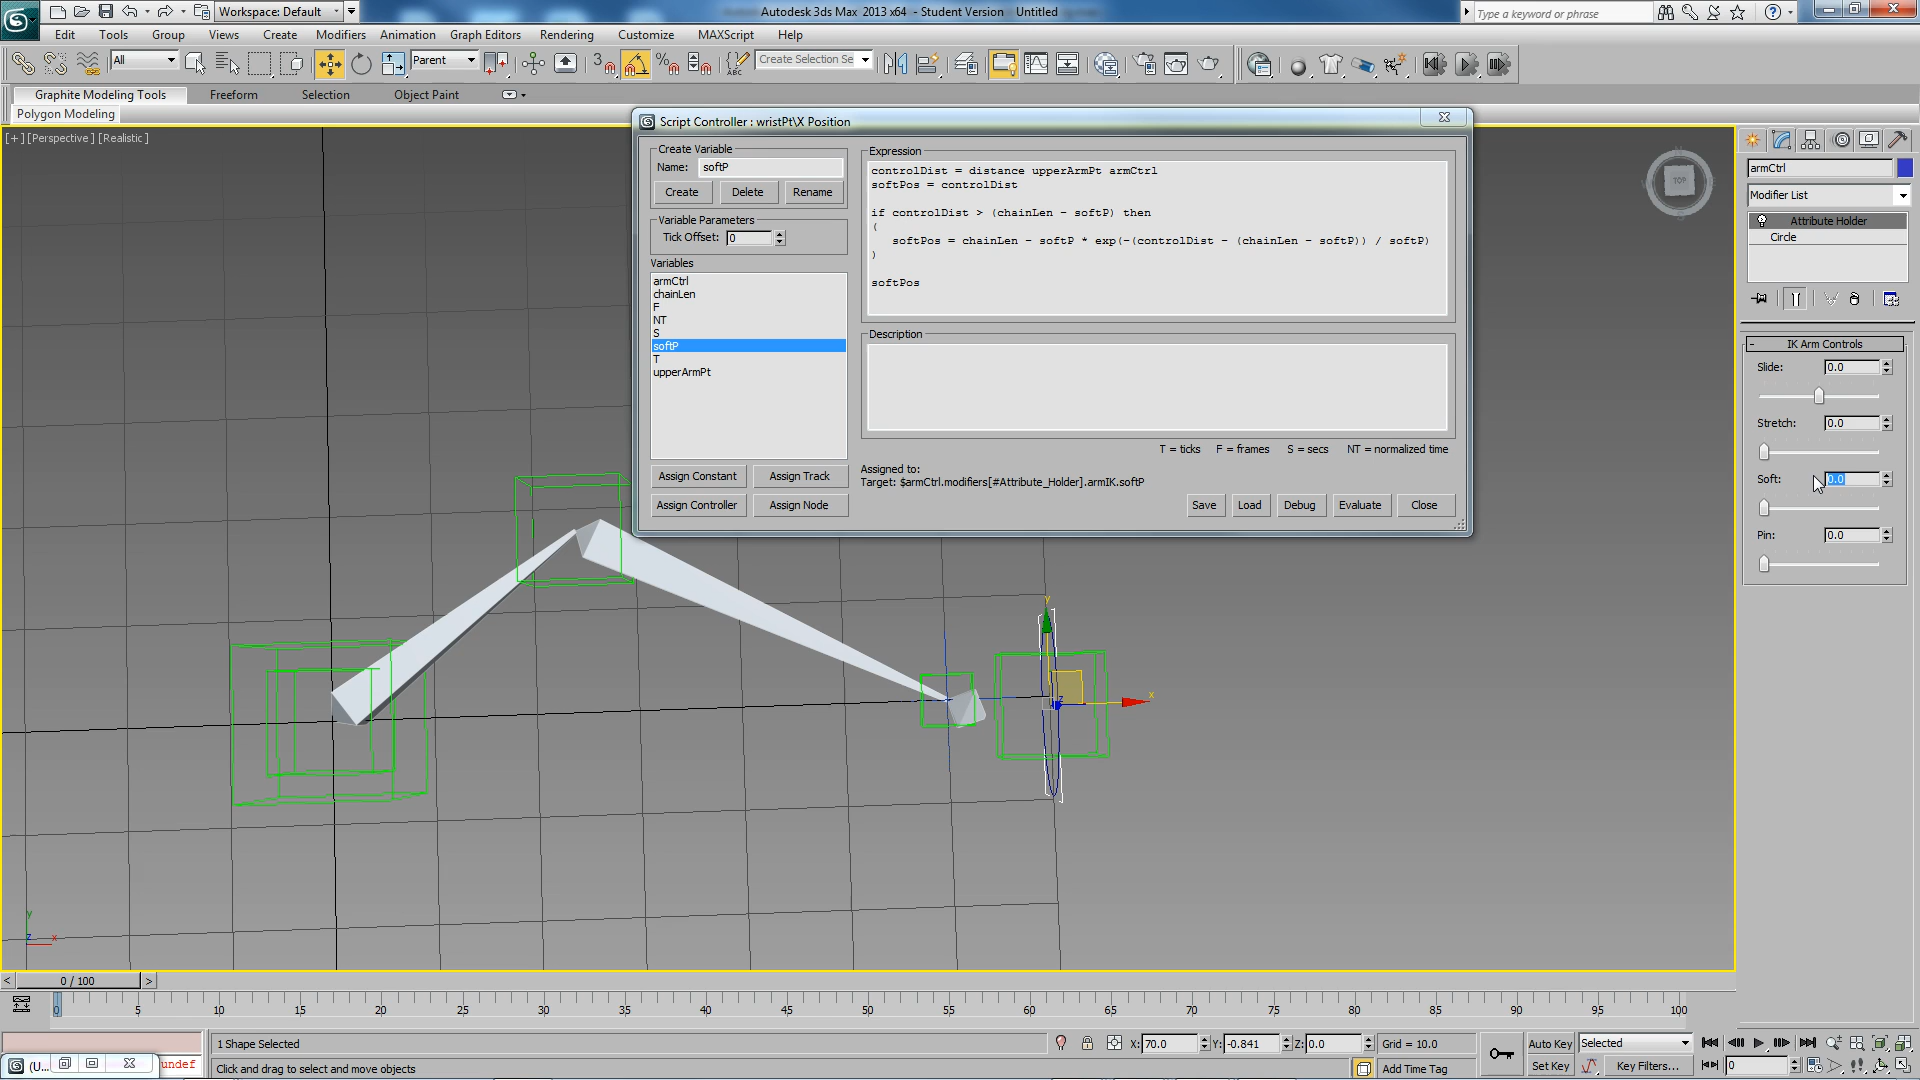 Workspace: Default
Autodesk 3ds Max 2013 x64 - Student Version Untitled
Type a keyword or phrase
Edit Tools Group Views Create Modifiers Animation Graph Editors Rendering Customize MAXScript Help
All
Parent
3
Create Selection Se
Graphite Modeling Tools Freeform Selection Object Paint
Polygon Modeling
[+] [Perspective] [Realistic]
Script Controller : wristPt\X Position
Create Variable
Name: softP
Create Delete Rename
Variable Parameters
Tick Offset: 0
Variables
armCtrl
chainLen
F
NT
S
softP
T
upperArmPt
Assign Constant Assign Track
Assign Controller Assign Node
Expression
controlDist = distance upperArmPt armCtrl
softPos = controlDist
if controlDist > (chainLen - softP) then
(
softPos = chainLen - softP * exp(-(controlDist - (chainLen - softP)) / softP)
)
softPos
Description
T = ticks F = frames S = secs NT = normalized time
Assigned to:
Target: $armCtrl.modifiers[#Attribute_Holder].armIK.softP
Save Load Debug Evaluate Close
TOP
armCtrl
Modifier List
Attribute Holder
Circle
- IK Arm Controls
Slide: 0.0
Stretch: 0.0
Soft: 0.0
Pin: 0.0
y
x
z
y
z
x
< 0 / 100 >
0 5 10 15 20 25 30 35 40 45 50 55 60 65 70 75 80 85 90 95 100
1 Shape Selected
X: 70.0 Y: -0.841 Z: 0.0
Grid = 10.0
Auto Key Selected
(U...
undef
Click and drag to select and move objects
Add Time Tag
Set Key Key Filters...
0